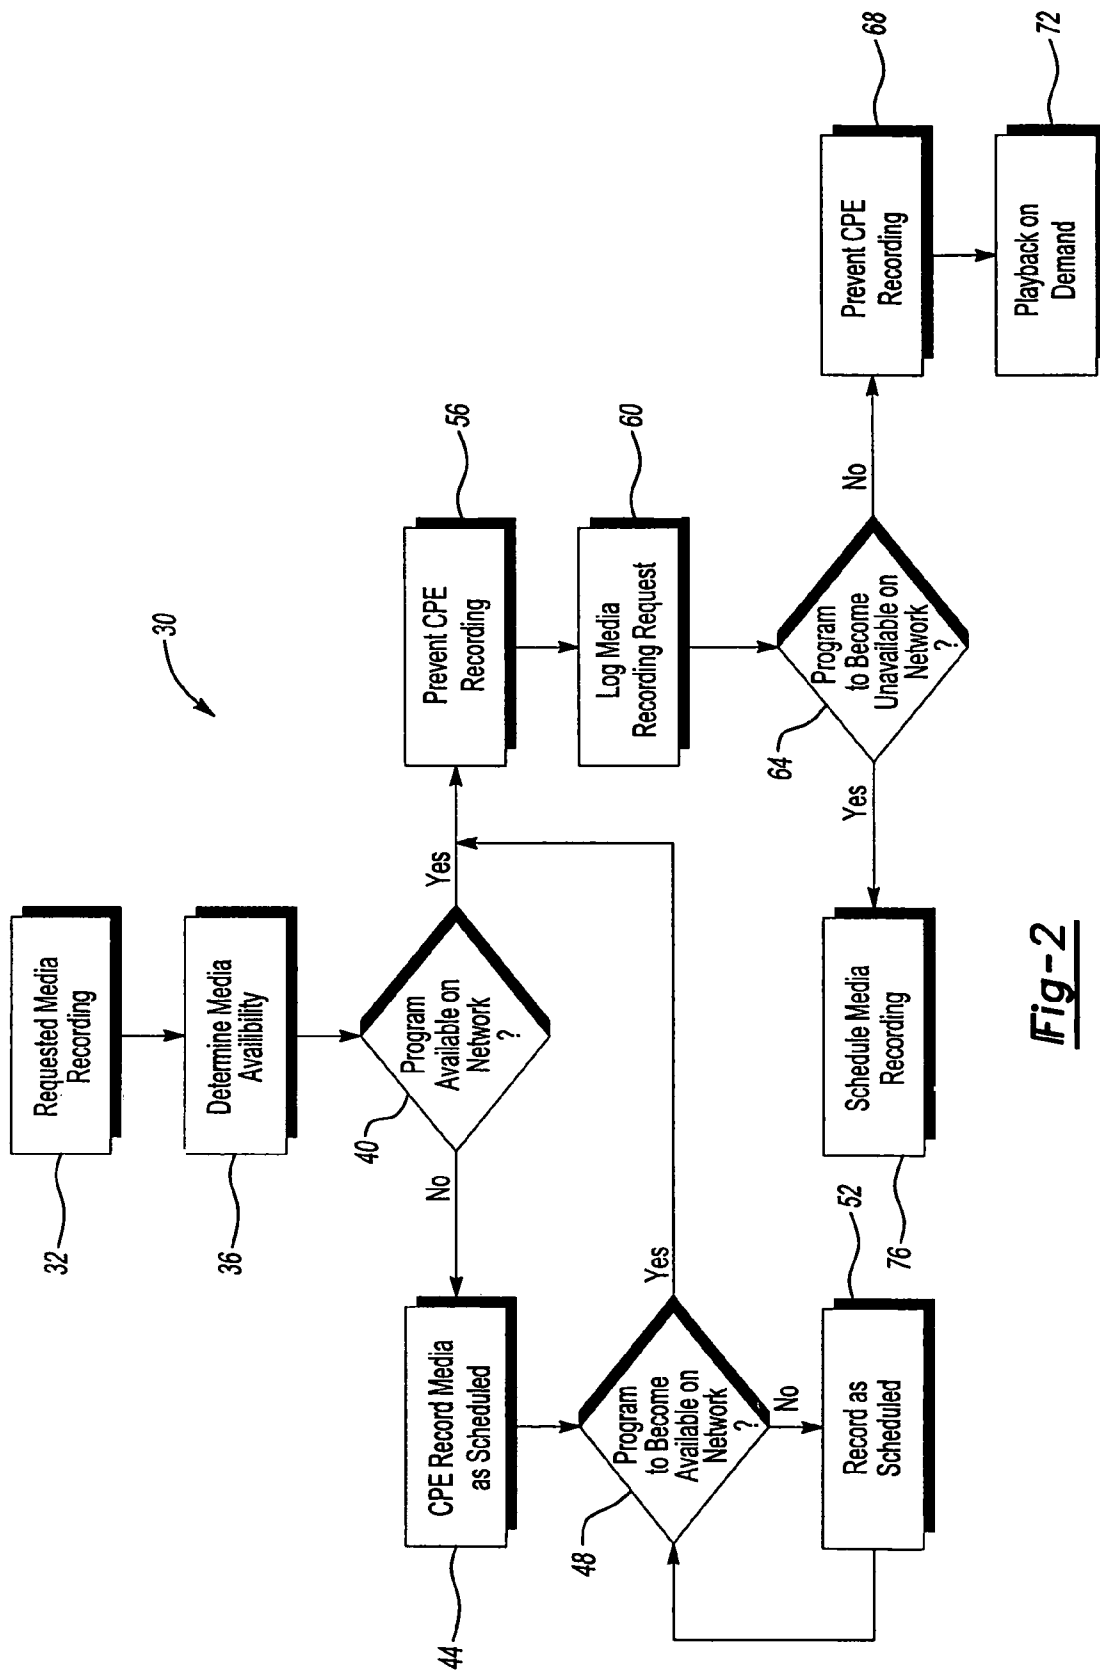 30
32
Requested Media
Recording
36
Determine Media
Availibility
40
Program
Available on
Network
?
No
Yes
44
CPE Record Media
as Scheduled
48
Program
to Become
Available on
Network
?
Yes
No
52
Record as
Scheduled
56
Prevent CPE
Recording
60
Log Media
Recording Request
64
Program
to Become
Unavailable on
Network
?
Yes
No
76
Schedule Media
Recording
68
Prevent CPE
Recording
72
Playback on
Demand
Fig-2